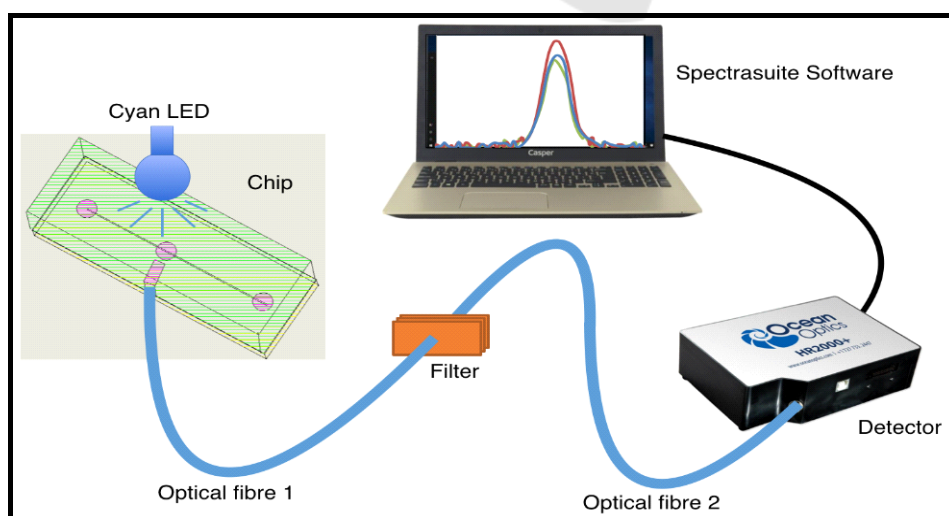 Spectrasuite Software
Cyan LED
Chip
Casper
Filter
Ocean
Optics
HR2000+
Detector
Optical fibre 1
Optical fibre 2